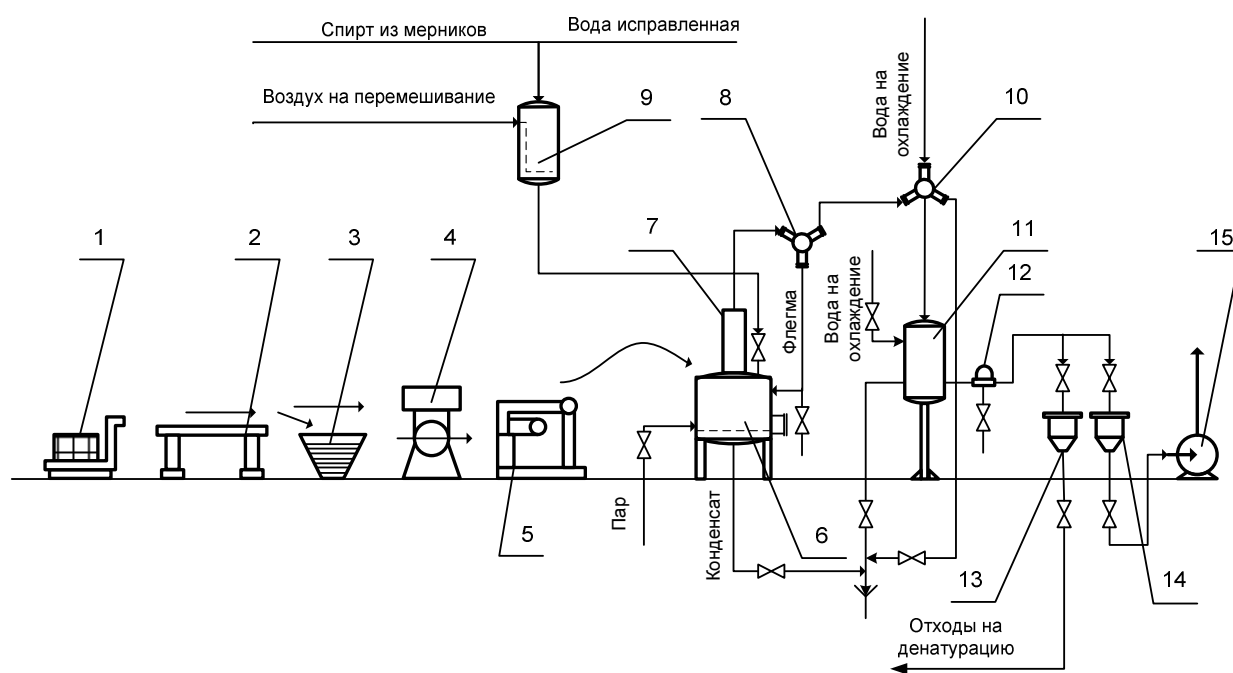 Спирт из мерников
Вода исправленная
Воздух на перемешивание
9
8
Вода на
охлаждение
10
1
2
3
4
7
11
15
Флегма
Вода на
охлаждение
12
Пар
5
Конденсат
6
13
14
Отходы на
денатурацию